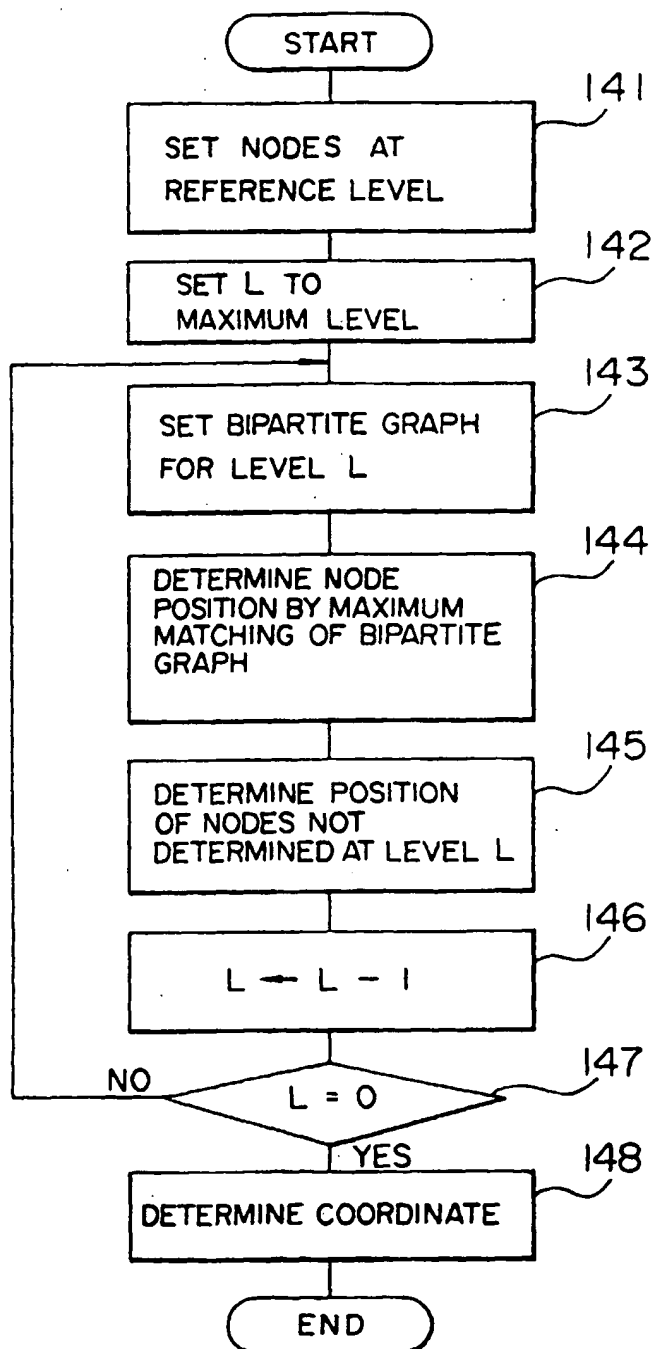 START
141
SET NODES AT
REFERENCE LEVEL
142
SET L TO
MAXIMUM LEVEL
143
SET BIPARTITE GRAPH
FOR LEVEL L
144
DETERMINE NODE
POSITION BY MAXIMUM
MATCHING OF BIPARTITE
GRAPH
145
DETERMINE POSITION
OF NODES NOT
DETERMINED AT LEVEL L
146
L ← L - 1
147
NO
L = 0
YES
148
DETERMINE COORDINATE
END